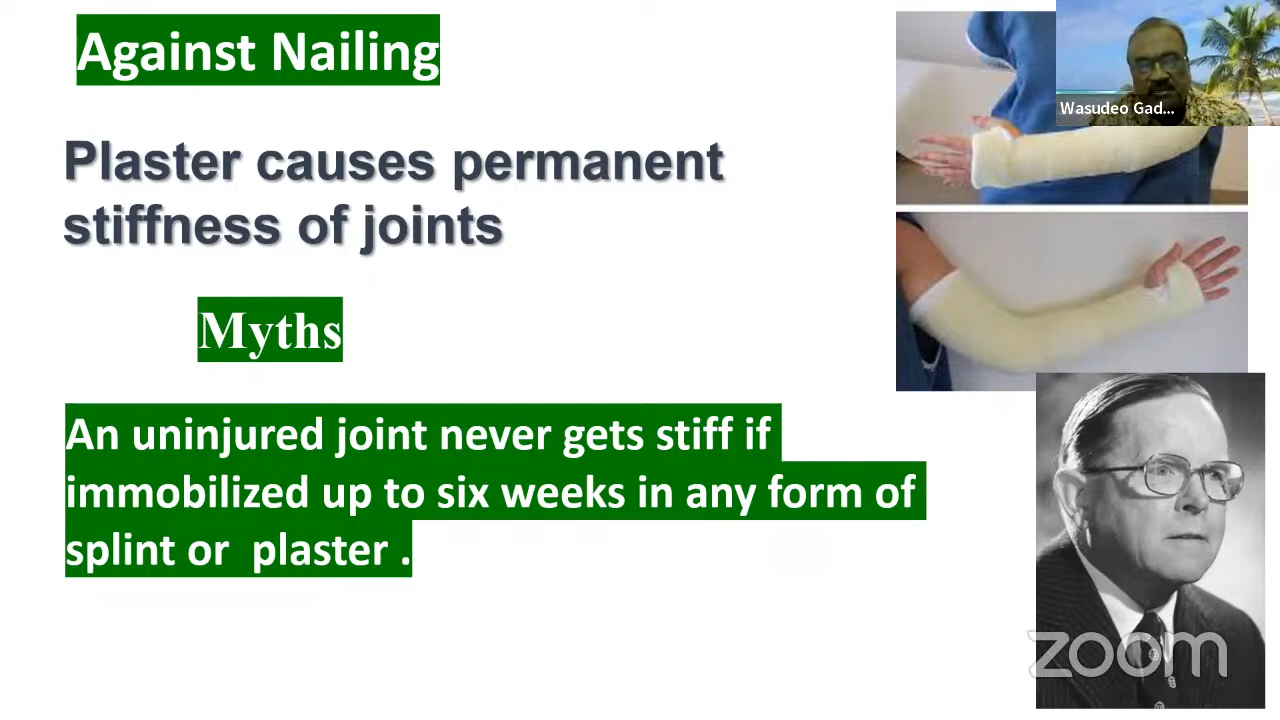 Against Nailing
Wasudeo Gad...
Plaster causes permanent
stiffness of joints
Myths
An uninjured joint never gets stiff if
immobilized up to six weeks in any form of
splint or  plaster .
zoom